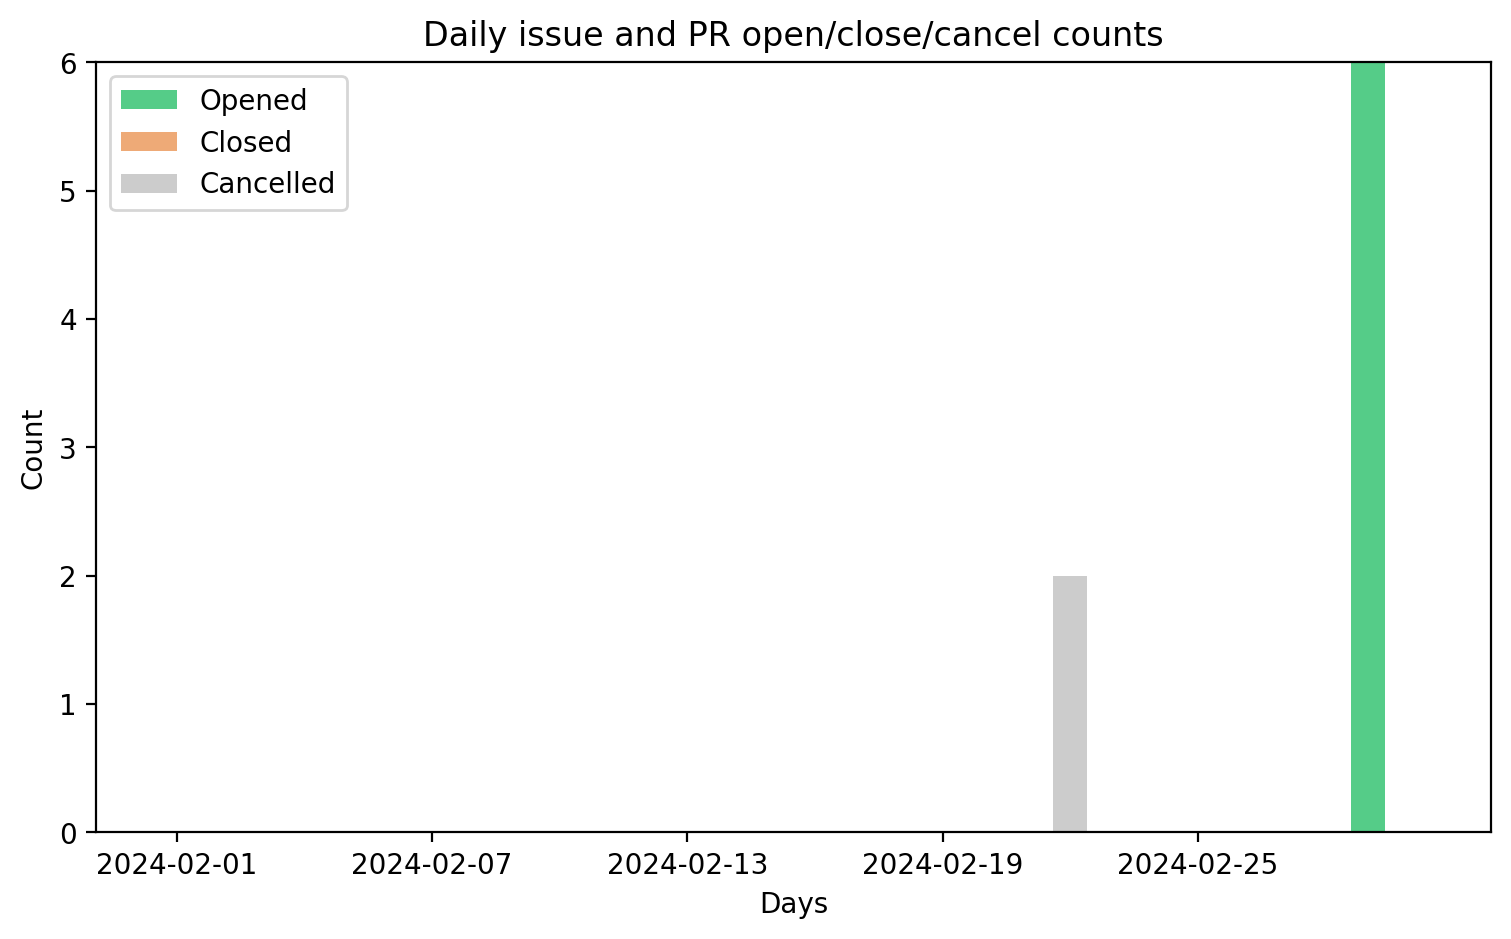 Daily issue and PR open/close/cancel counts
Opened
Closed
Cancelled
Count
6
5
4
3
2
1
0
2024-02-01
2024-02-07
2024-02-13
2024-02-19
2024-02-25
Days